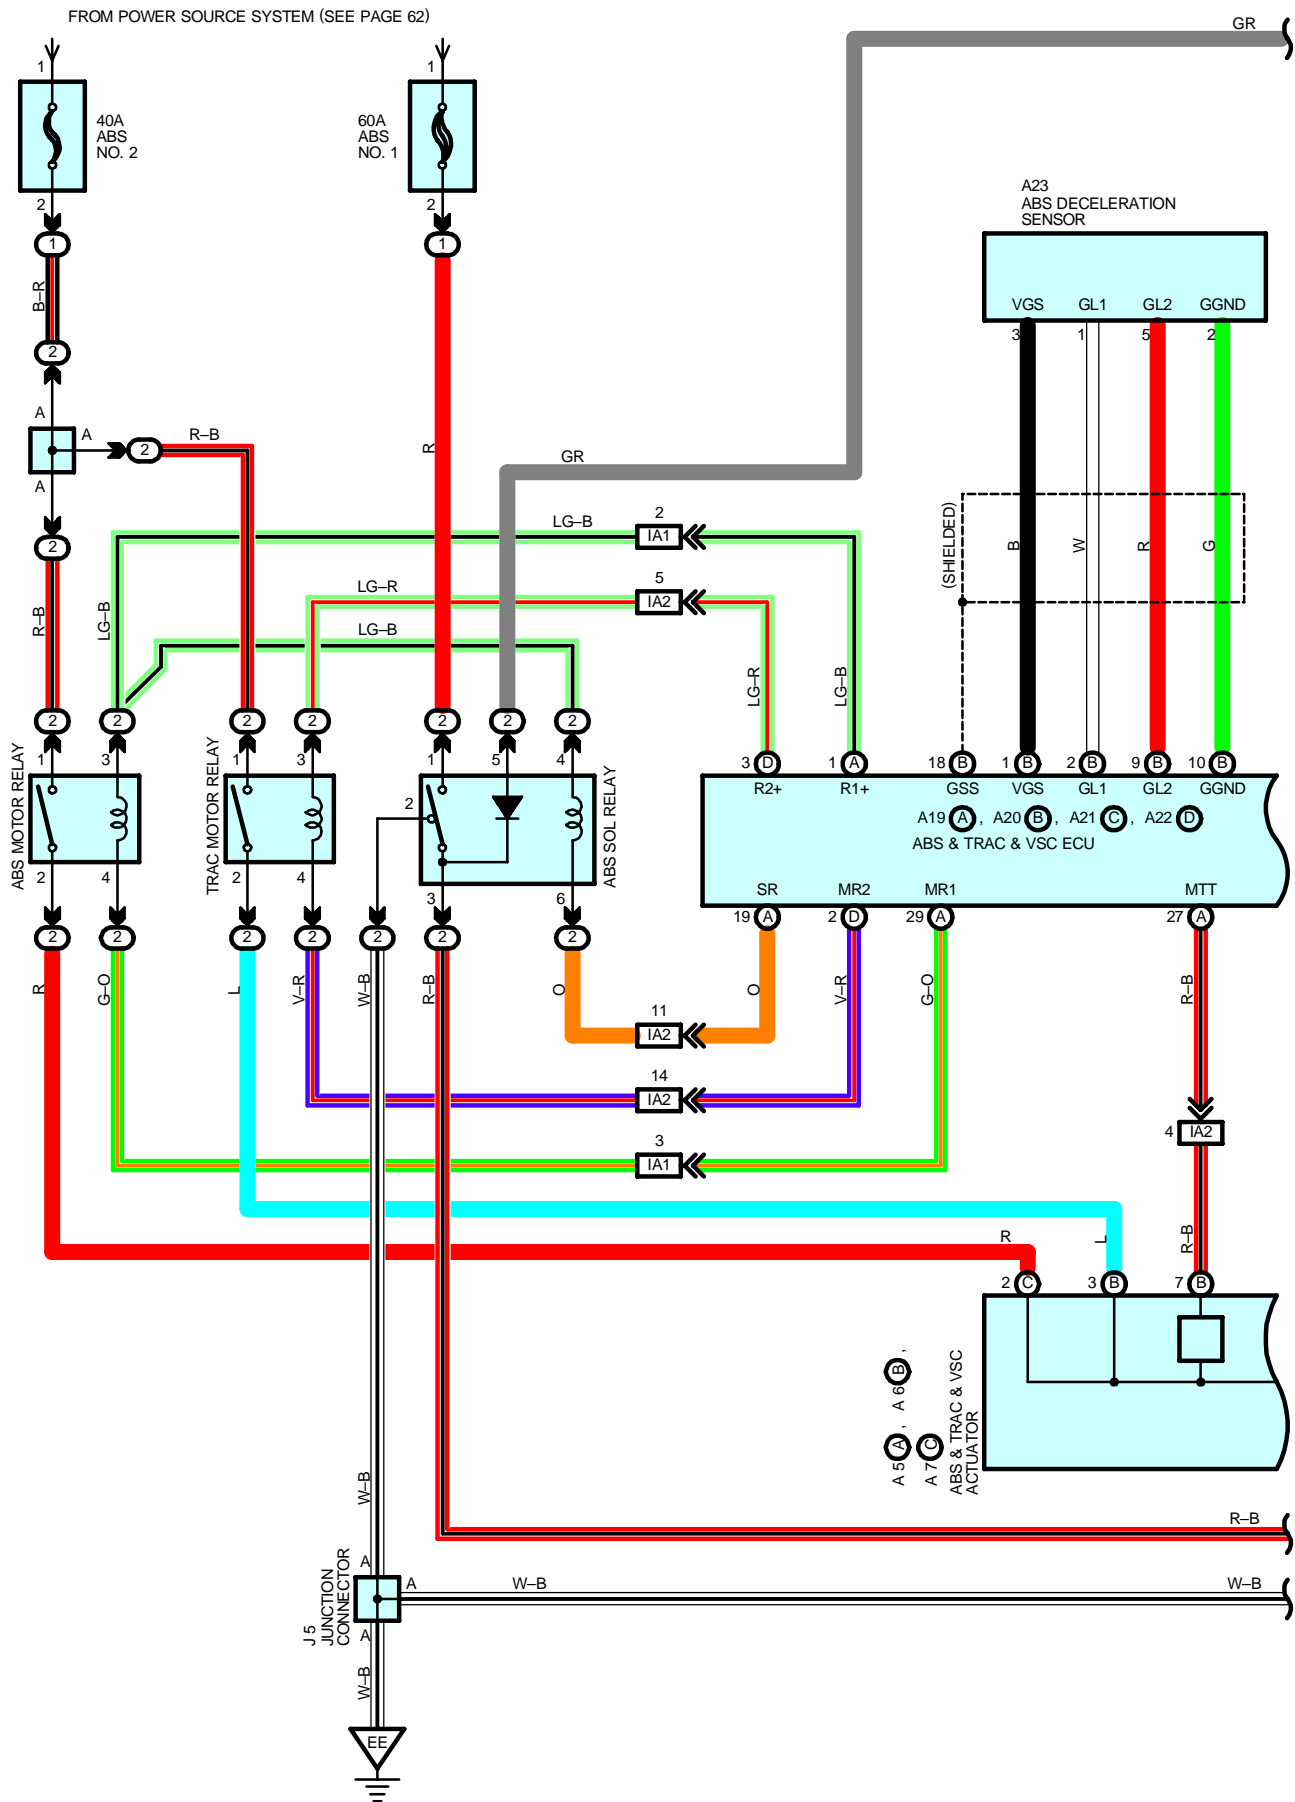 FROM POWER SOURCE SYSTEM (SEE PAGE 62)
GR
1
1
40A
ABS
NO. 2
60A
ABS
NO. 1
2
2
1
1
A23
ABS DECELERATION
SENSOR
VGS GL1 GL2 GGND
3 1 5 2
B–R
2
A
A
2
R–B
A
2
R
GR
(SHIELDED)
B
W
R
G
LG–B
2
IA1
LG–R
5
IA2
LG–B
R–B
LG–B
LG–R
LG–B
2 2 2 2 2 2 2
1 3 1 3 1 5 4
ABS MOTOR RELAY
TRAC MOTOR RELAY
ABS SOL RELAY
2
2 4 2 4 3 6
3 D 1 A 18 B 1 B 2 B 9 B 10 B
R2+ R1+ GSS VGS GL1 GL2 GGND
A19 A , A20 B , A21 C , A22 D
ABS & TRAC & VSC ECU
SR MR2 MR1 MTT
19 A 2 D 29 A 27 A
2 2 2 2 2 2 2
R
G–O
L
V–R
W–B
R–B
O
O
V–R
G–O
R–B
11
IA2
14
IA2
3
IA1
4 IA2
R
L
R–B
2 C 3 B 7 B
A 5 A , A 6 B ,
A 7 C
ABS & TRAC & VSC
ACTUATOR
W–B
R–B
A
A
W–B
W–B
J 5
JUNCTION
CONNECTOR
A
W–B
EE